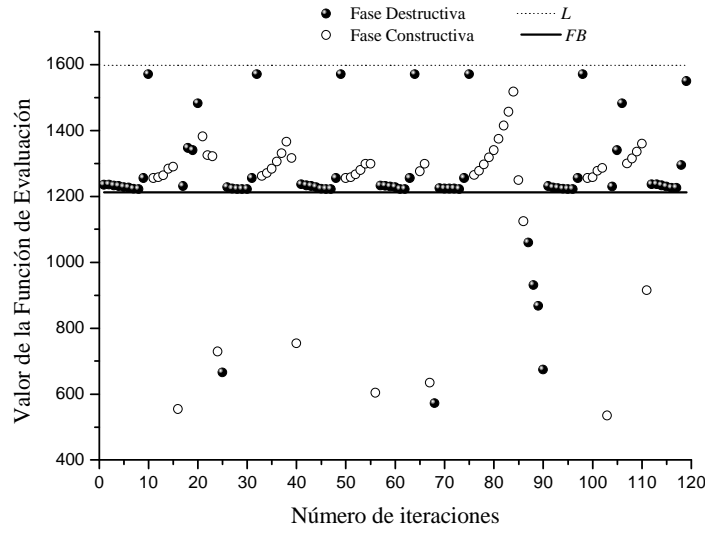 Fase Destructiva L
Fase Constructiva FB
Valor de la Función de Evaluación
1600
1400
1200
1000
800
600
400
0 10 20 30 40 50 60 70 80 90 100 110 120
Número de iteraciones